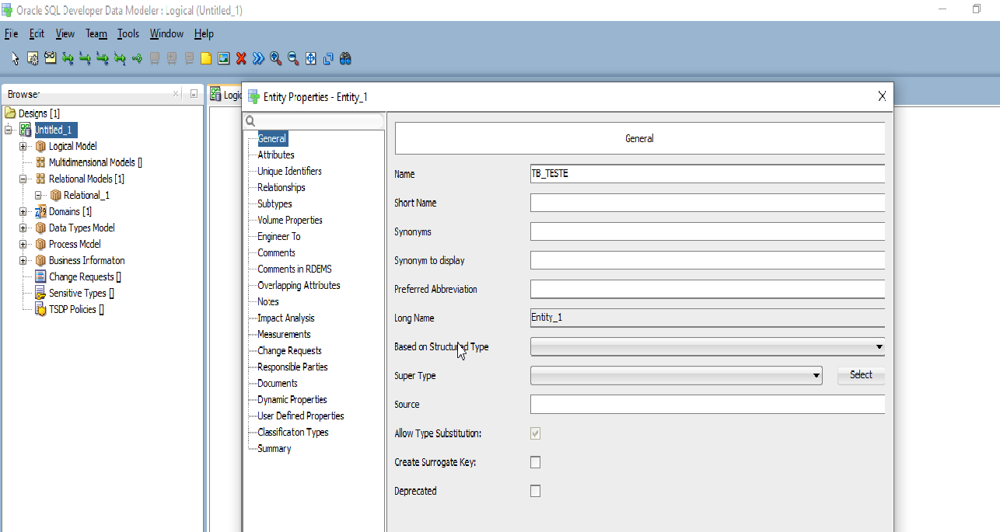 Oracle SQL Developer Data Modeler : Logical (Untitled_1)
File Edit View Team Tools Window Help
Browser
Designs [1]
Untitled_1
Logical Model
Multidimensional Models []
Relational Models [1]
Relational_1
Domains [1]
Data Types Model
Process Model
Business Information
Change Requests []
Sensitive Types []
TSDP Policies []
Logic
Entity Properties - Entity_1
X
General
Attributes
Unique Identifiers
Relationships
Subtypes
Volume Properties
Engineer To
Comments
Comments in RDBMS
Overlapping Attributes
Notes
Impact Analysis
Measurements
Change Requests
Responsible Parties
Documents
Dynamic Properties
User Defined Properties
Classification Types
Summary
General
Name TB_TESTE
Short Name
Synonyms
Synonym to display
Preferred Abbreviation
Long Name Entity_1
Based on Structured Type
Super Type Select
Source
Allow Type Substitution:
Create Surrogate Key:
Deprecated